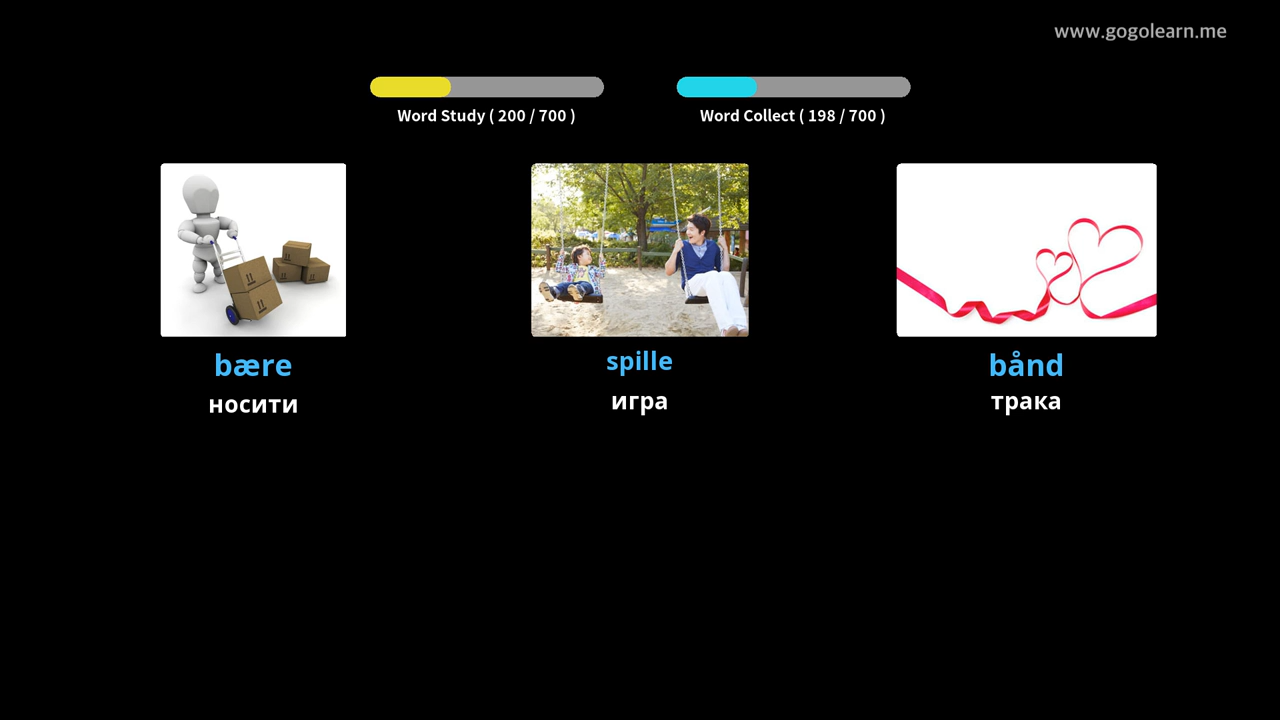 www.gogolearn.me
Word Study ( 200 / 700 )
Word Collect ( 198 / 700 )
bære
носити
spille
игра
bånd
трака